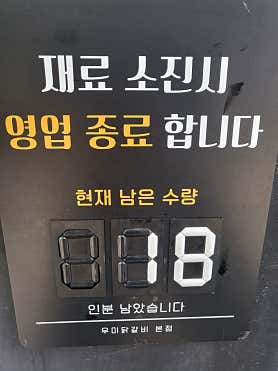 재료 소진시
영업 종료 합니다
현재 남은 수량
18
인분 남았습니다
우미닭갈비 본점